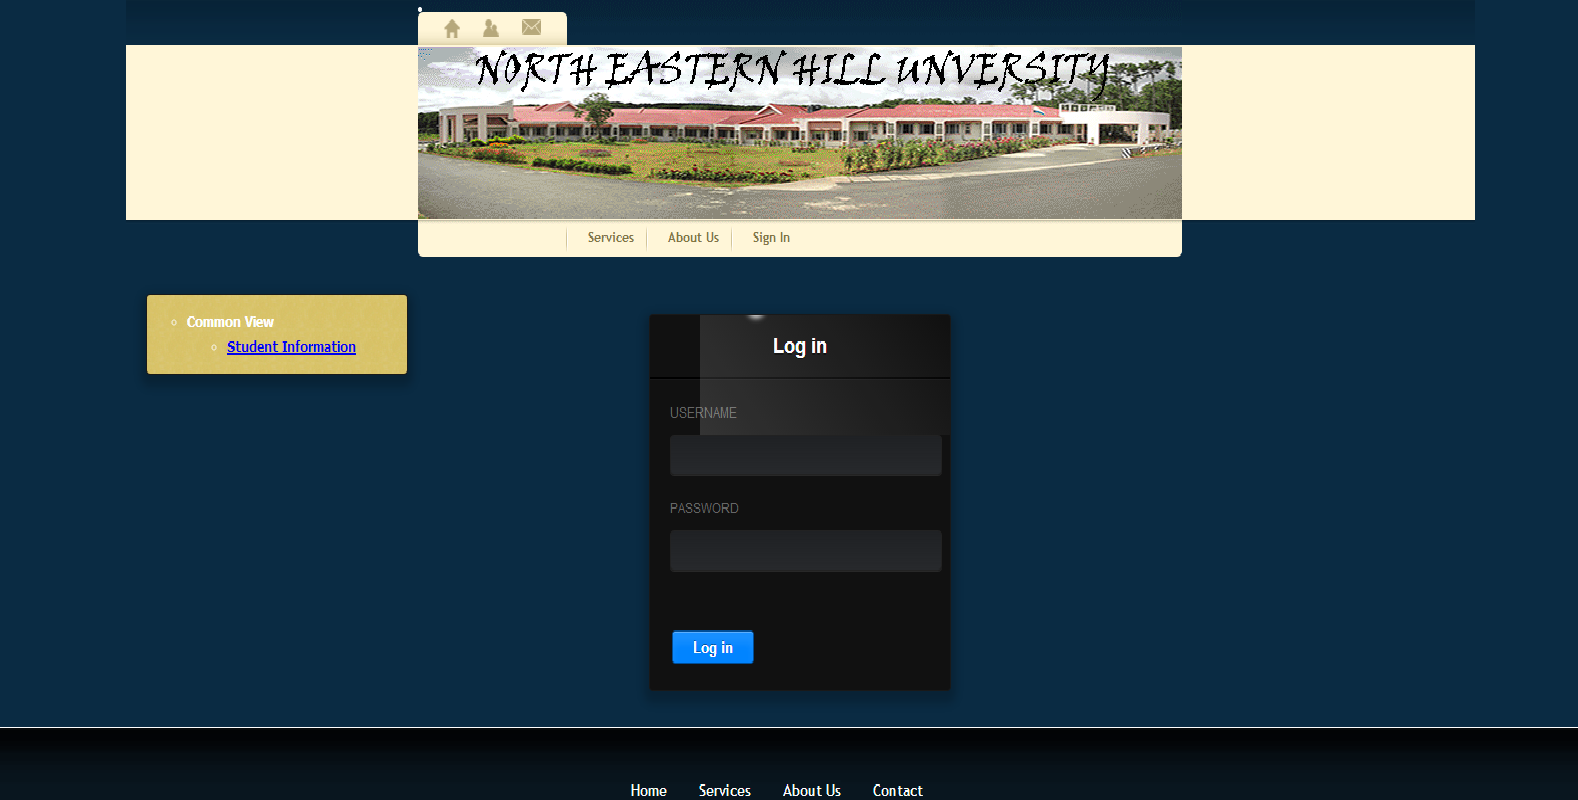 NORTH EASTERN HILL UNVERSITY
Services About Us Sign In
Common View
Student Information
Log in
USERNAME
PASSWORD
Log in
Home Services About Us Contact